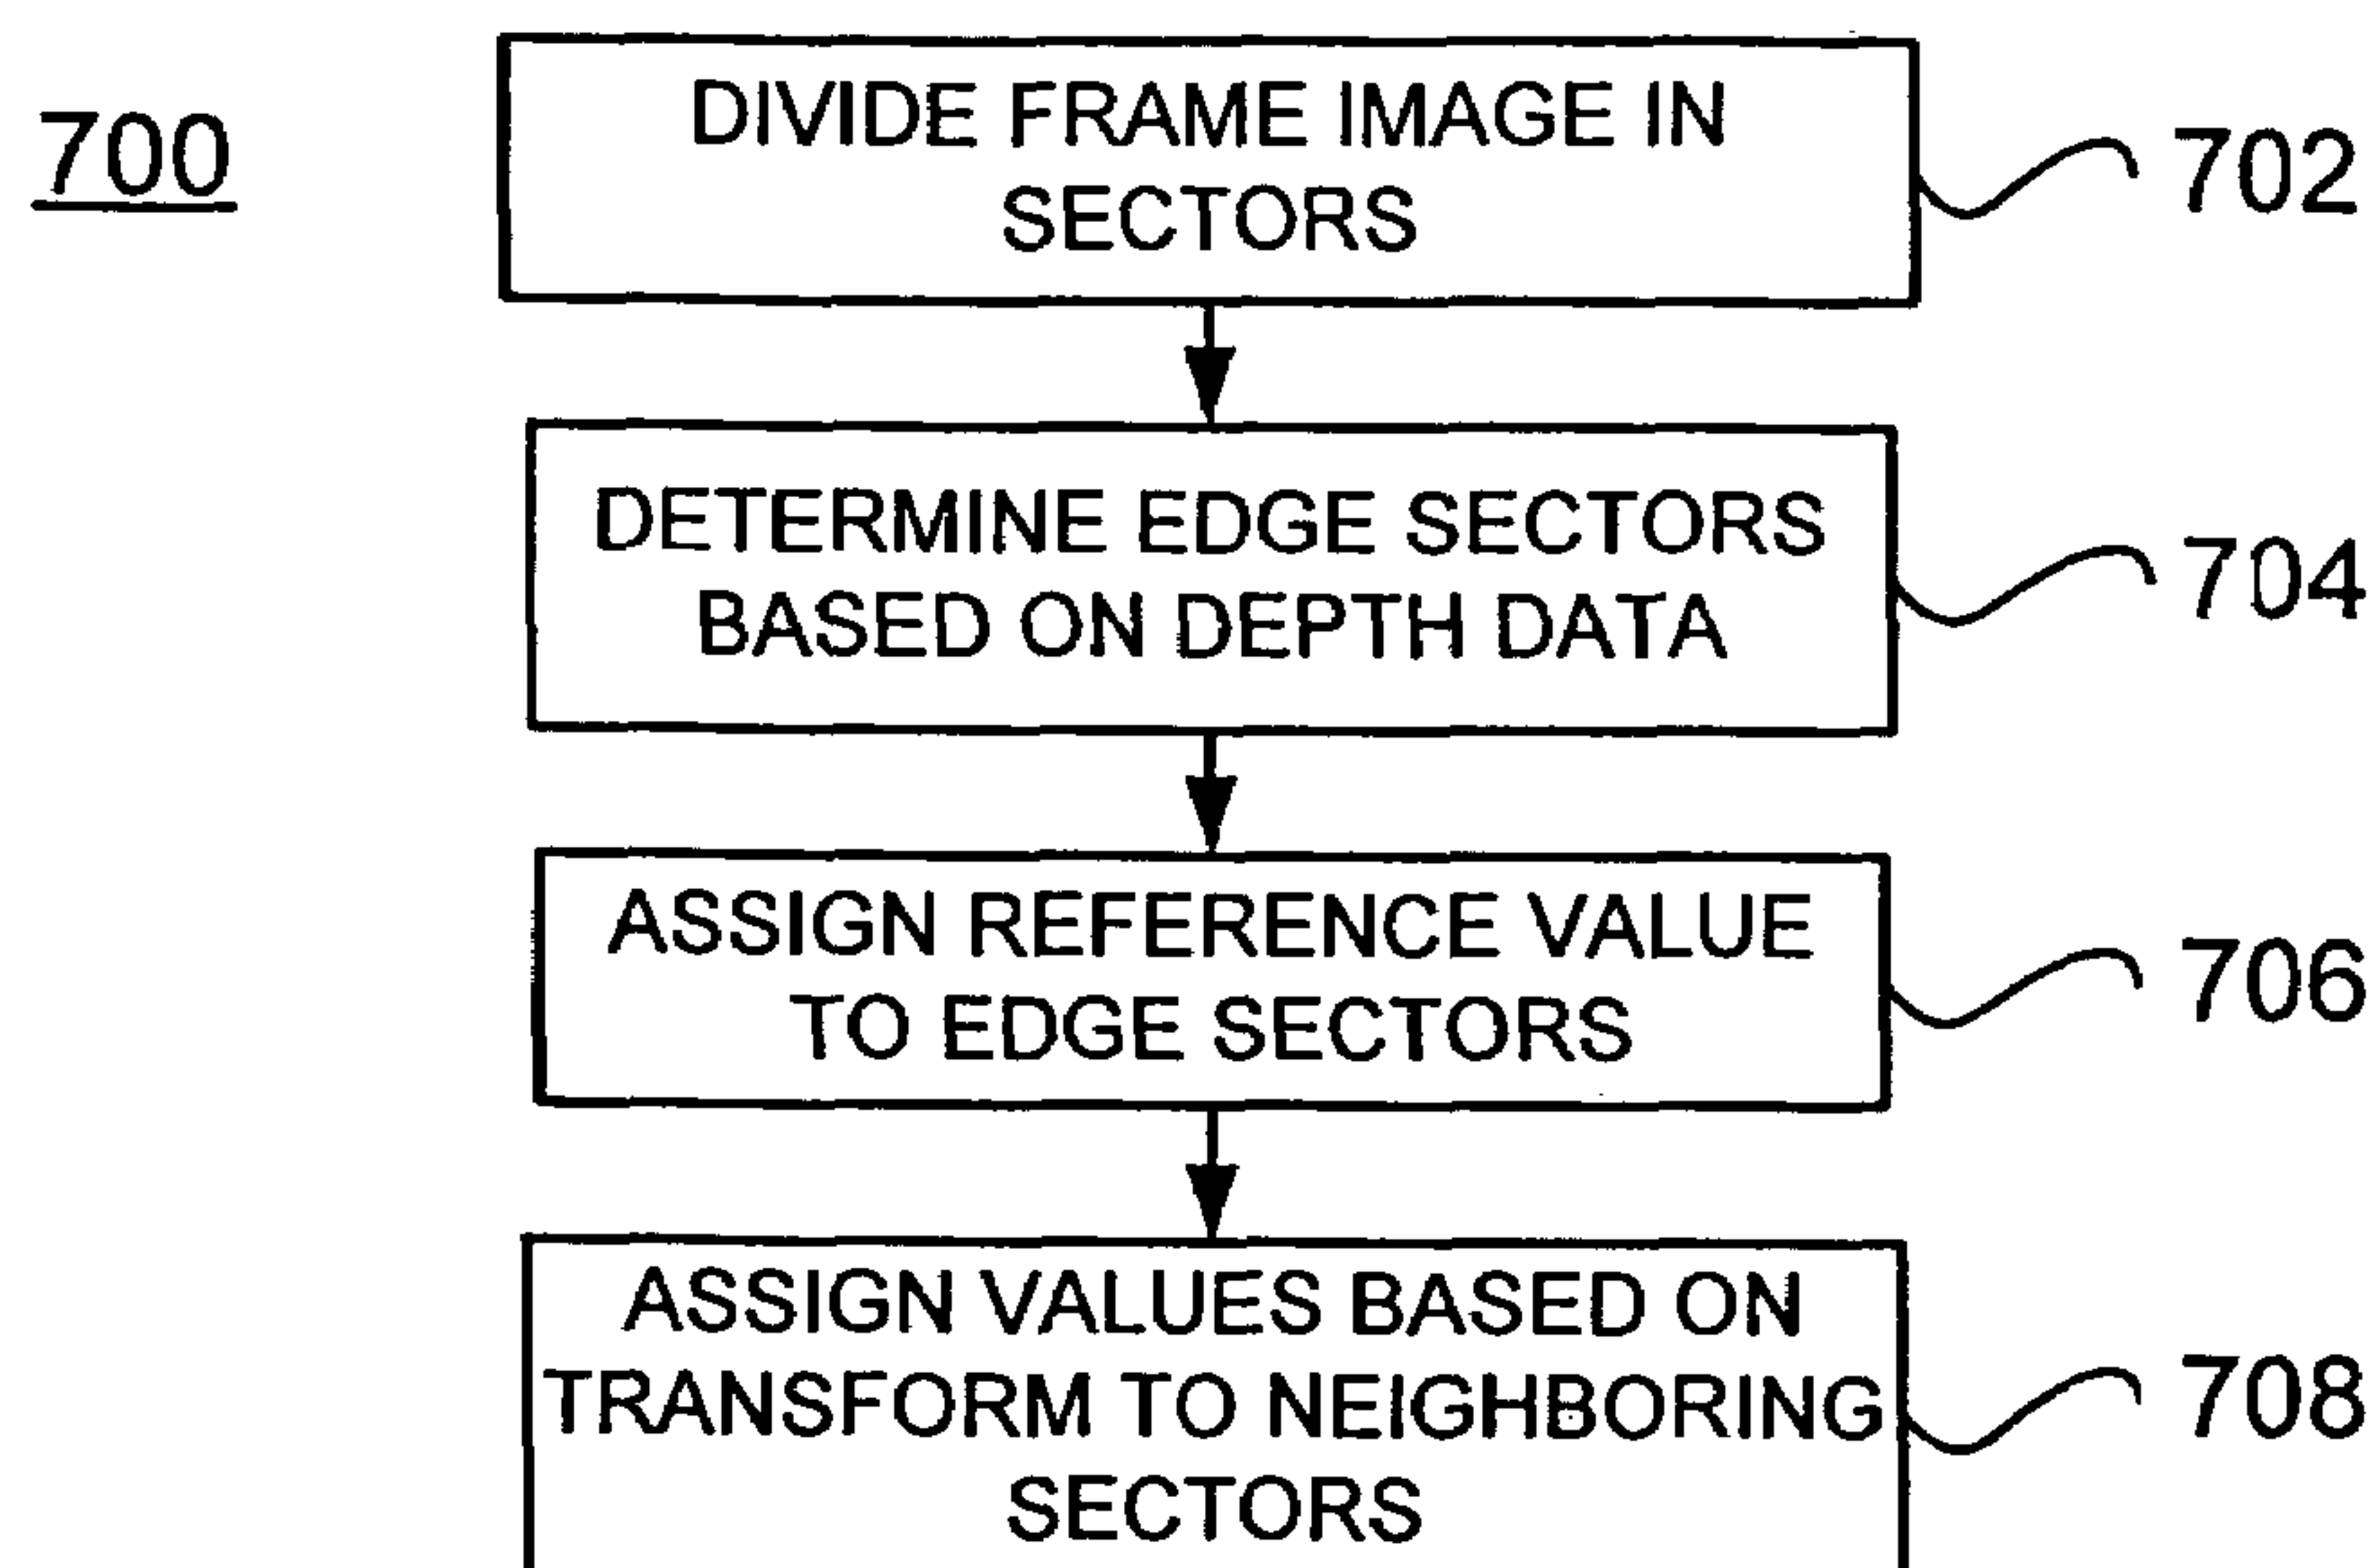 700
DIVIDE FRAME IMAGE IN
SECTORS
702
DETERMINE EDGE SECTORS
BASED ON DEPTH DATA
704
ASSIGN REFERENCE VALUE
TO EDGE SECTORS
706
ASSIGN VALUES BASED ON
TRANSFORM TO NEIGHBORING
SECTORS
708